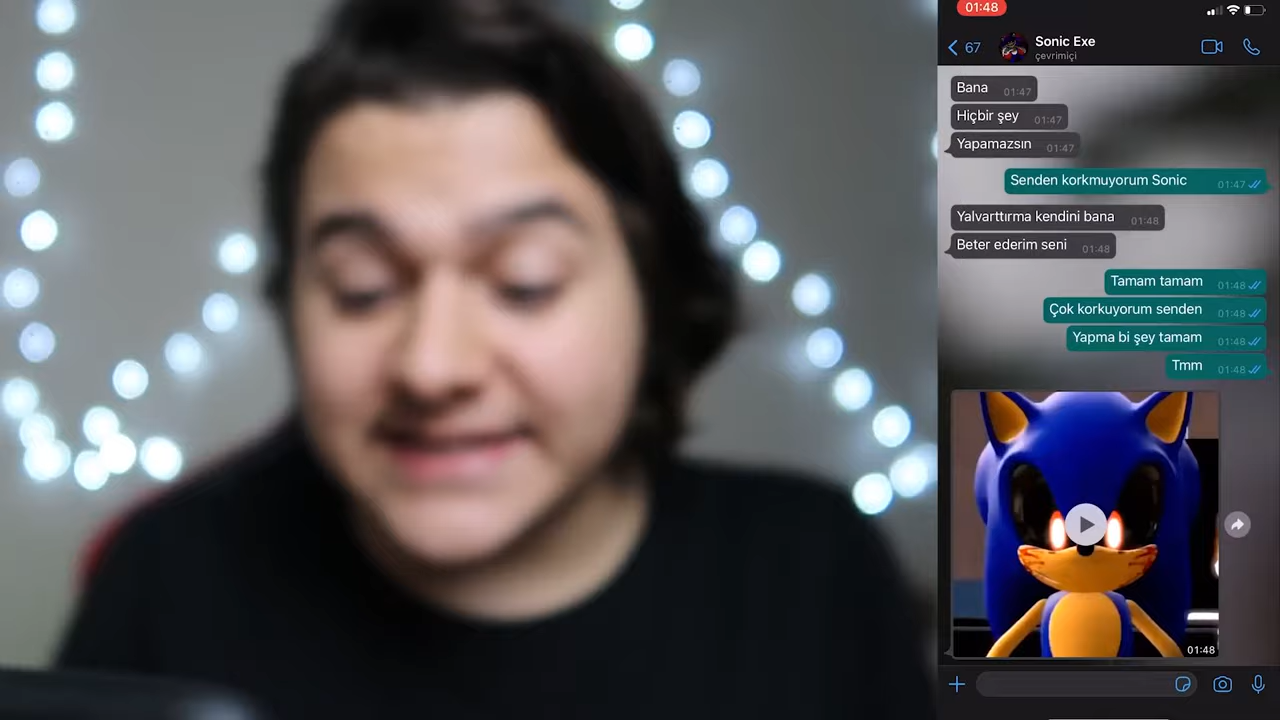 01:48
67
Sonic Exe
çevrimiçi
Bana 01:47
Hiçbir şey 01:47
Yapamazsın 01:47
Senden korkmuyorum Sonic 01:47
Yalvarttırma kendini bana 01:48
Beter ederim seni 01:48
Tamam tamam 01:48
Çok korkuyorum senden 01:48
Yapma bi şey tamam 01:48
Tmm 01:48
01:48